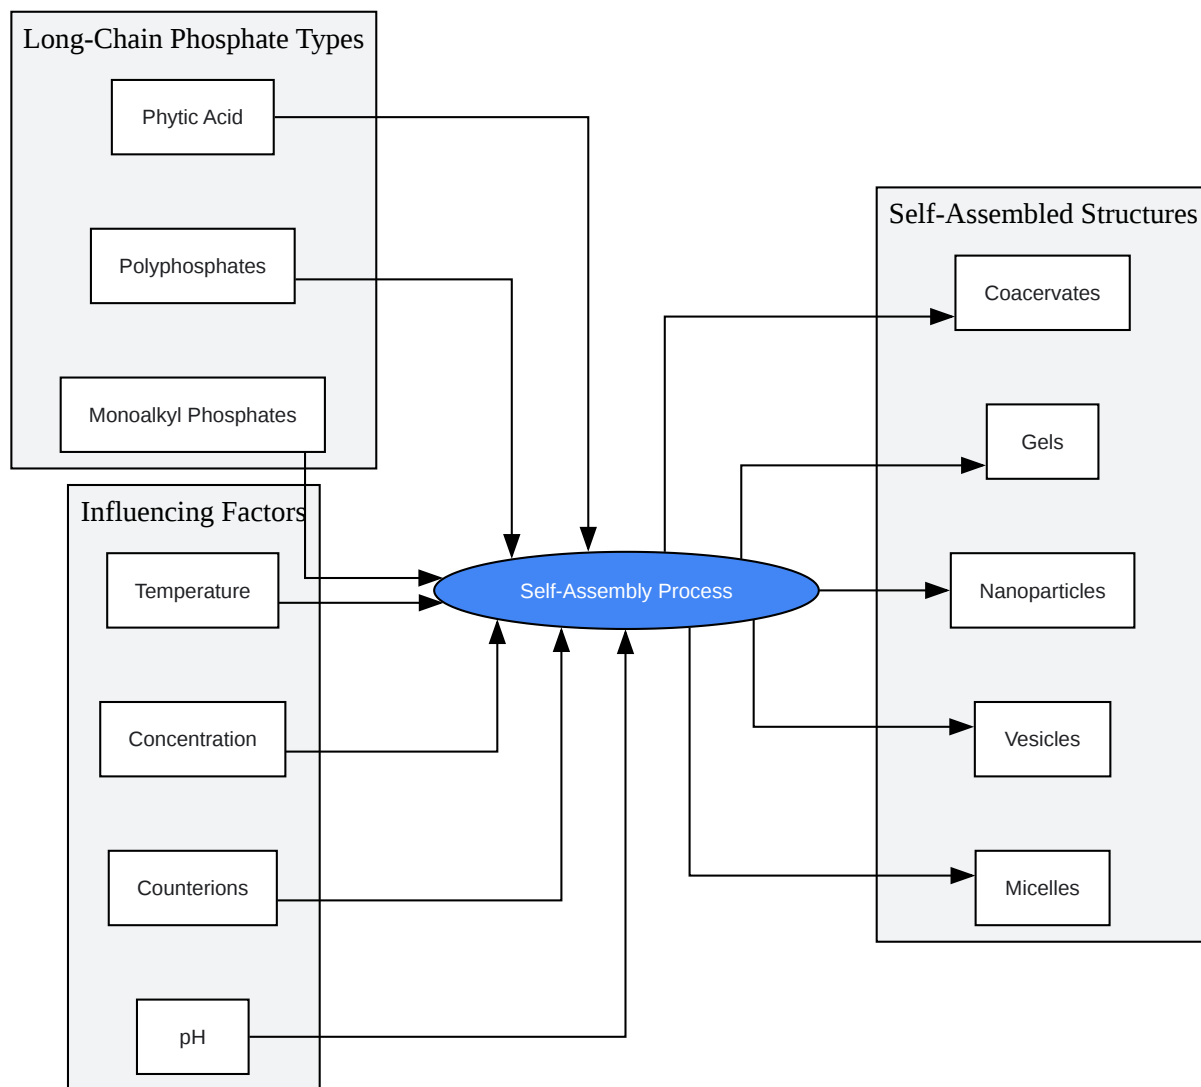 Long-Chain Phosphate Types
Phytic Acid
Polyphosphates
Monoalkyl Phosphates
Influencing Factors
Temperature
Concentration
Counterions
pH
Self-Assembly Process
Self-Assembled Structures
Coacervates
Gels
Nanoparticles
Vesicles
Micelles